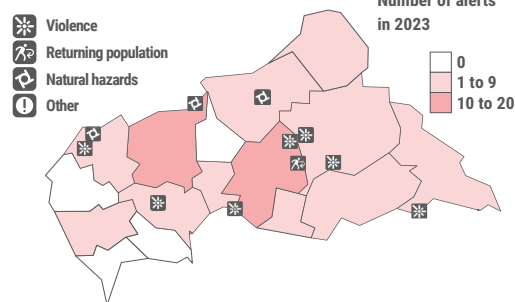 Number of alerts
in 2023
Violence
Returning population
Natural hazards
Other
0
1 to 9
10 to 20